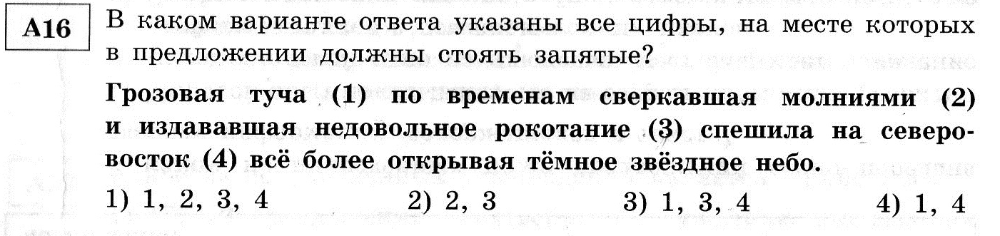 А16
В каком варианте ответа указаны все цифры, на месте которых
в предложении должны стоять запятые?
Грозовая туча (1) по временам сверкавшая молниями (2)
и издававшая недовольное рокотание (3) спешила на северо-
восток (4) всё более открывая тёмное звёздное небо.
1) 1, 2, 3, 4 2) 2, 3 3) 1, 3, 4 4) 1, 4